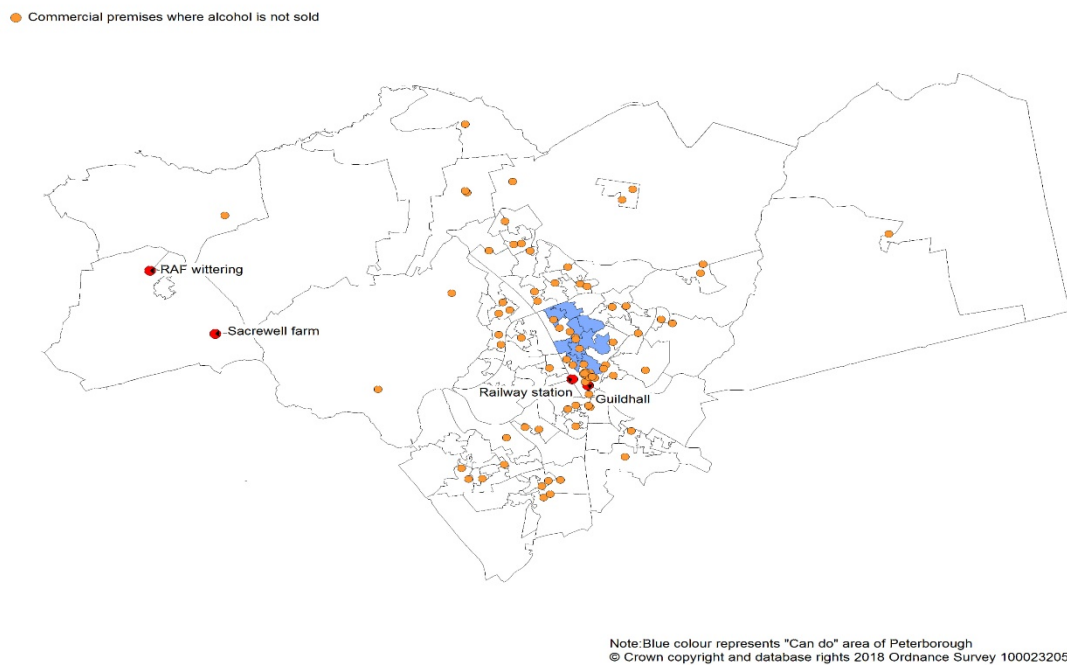 Commercial premises where alcohol is not sold
RAF wittering
Sacrewell farm
Railway station
Guildhall
Note:Blue colour represents "Can do" area of Peterborough
© Crown copyright and database rights 2018 Ordnance Survey 100023205